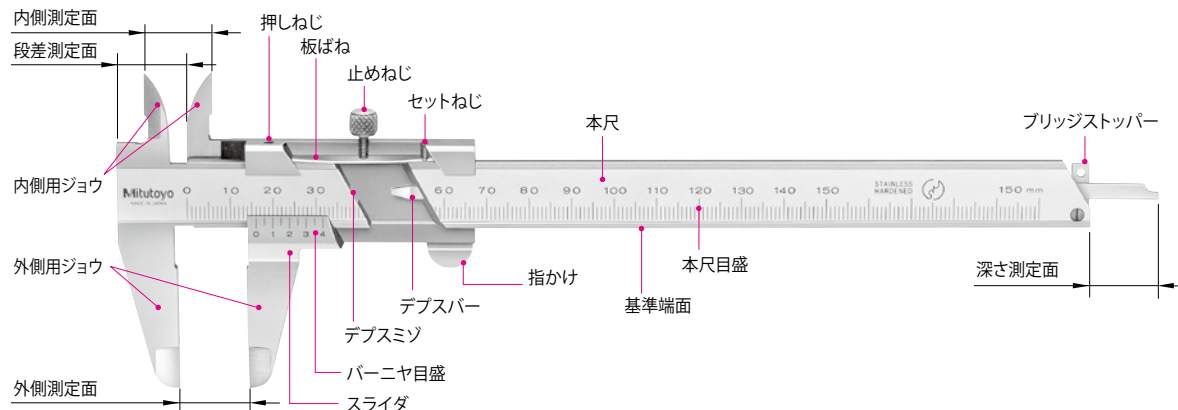 内側測定面
段差測定面
押しねじ
板ばね
止めねじ
セットねじ
本尺
ブリッジストッパー
内側用ジョウ
Mitutoyo
MADE IN JAPAN
0 10 20 30 60 70 80 90 100 110 120 130 140 150
STAINLESS
HARDENED
150 mm
0 1 2 3 4
外側用ジョウ
指かけ
本尺目盛
深さ測定面
デプスバー
基準端面
デプスミゾ
バーニヤ目盛
外側測定面
スライダ